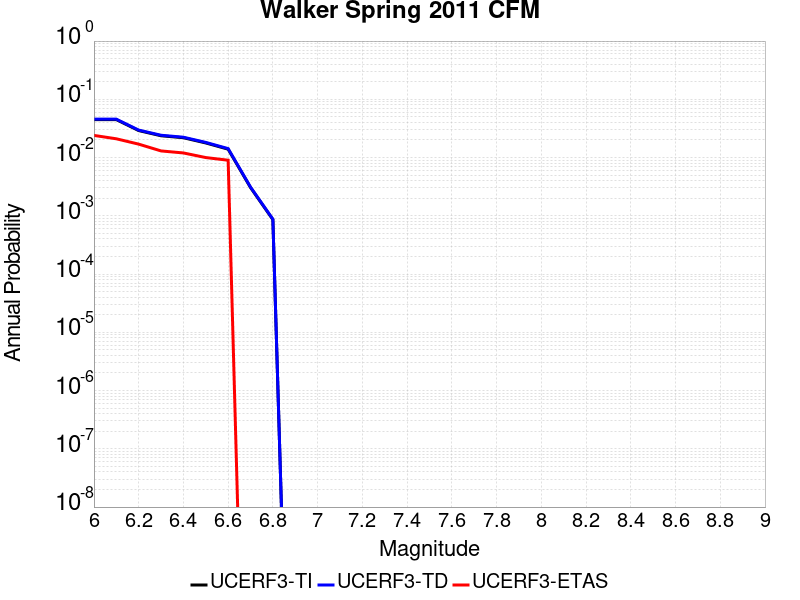 Walker Spring 2011 CFM
10^0
10^-1
10^-2
10^-3
10^-4
10^-5
10^-6
10^-7
10^-8
Annual Probability
6 6.2 6.4 6.6 6.8 7 7.2 7.4 7.6 7.8 8 8.2 8.4 8.6 8.8 9
Magnitude
UCERF3-TI UCERF3-TD UCERF3-ETAS